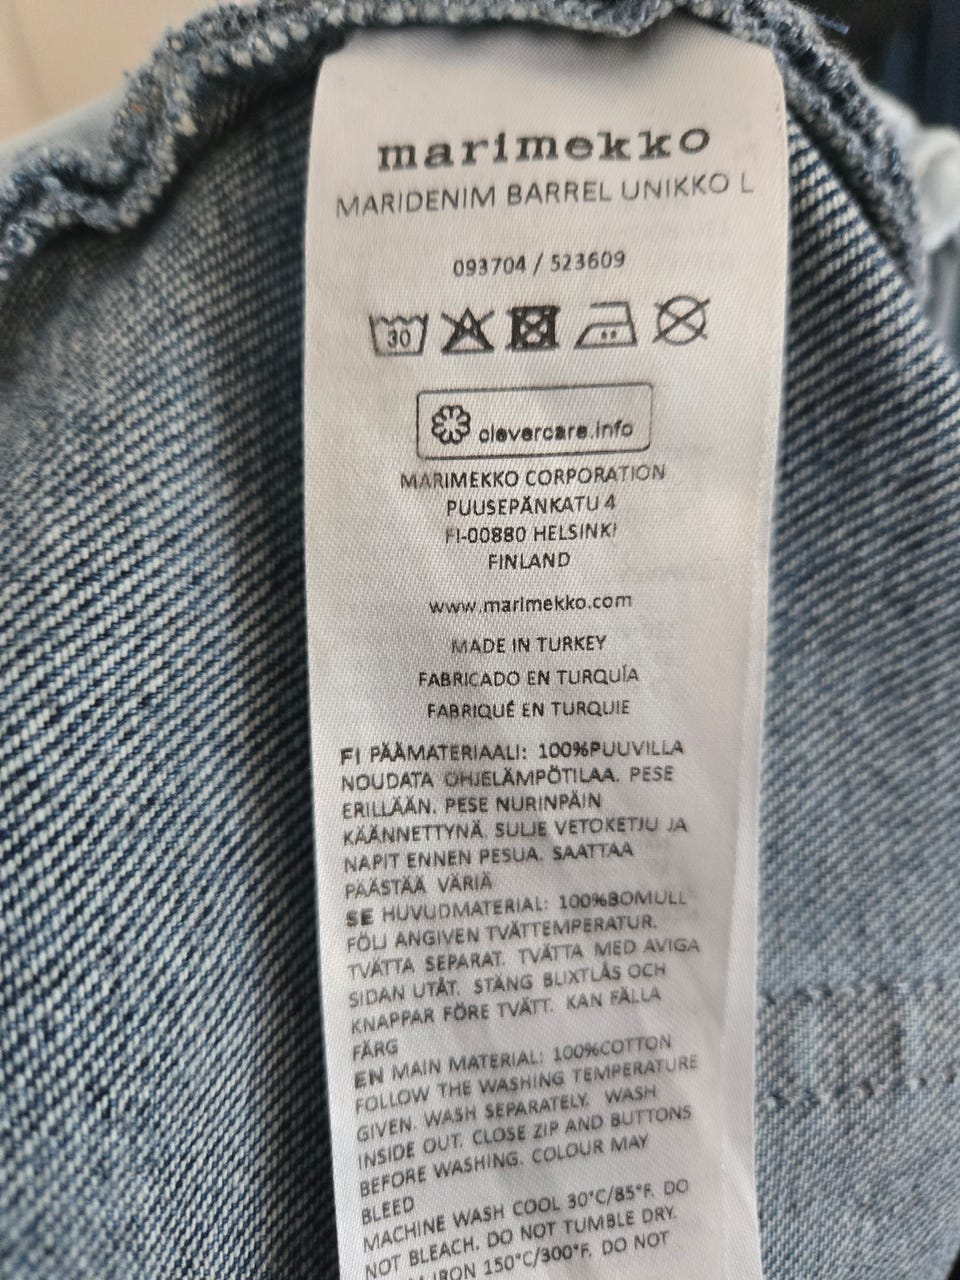 marimekko
MARIDENIM BARREL UNIKKO L
093704 / 523609
30
clevercare.info
MARIMEKKO CORPORATION
PUUSEPÄNKATU 4
FI-00880 HELSINKI
FINLAND
www.marimekko.com
MADE IN TURKEY
FABRICADO EN TURQUÍA
FABRIQUÉ EN TURQUIE
FI PÄÄMATERIAALI: 100%PUUVILLA
NOUDATA OHJELÄMPÖTILAA. PESE
ERILLÄÄN. PESE NURINPÄIN
KÄÄNNETTYNÄ. SULJE VETOKETJU JA
NAPIT ENNEN PESUA. SAATTAA
PÄÄSTÄÄ VÄRIÄ
SE HUVUDMATERIAL: 100%BOMULL
FÖLJ ANGIVEN TVÄTTEMPERATUR.
TVÄTTA SEPARAT. TVÄTTA MED AVIGA
SIDAN UTÅT. STÄNG BLIXTLÅS OCH
KNAPPAR FÖRE TVÄTT. KAN FÄLLA
FÄRG
EN MAIN MATERIAL: 100%COTTON
FOLLOW THE WASHING TEMPERATURE
GIVEN. WASH SEPARATELY. WASH
INSIDE OUT. CLOSE ZIP AND BUTTONS
BEFORE WASHING. COLOUR MAY
BLEED
MACHINE WASH COOL 30°C/85°F. DO
NOT BLEACH. DO NOT TUMBLE DRY.
IRON 150°C/300°F. DO NOT